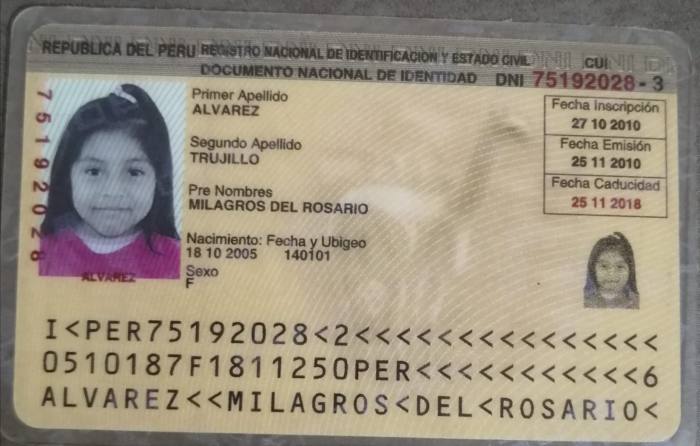 REPUBLICA DEL PERU REGISTRO NACIONAL DE IDENTIFICACION Y ESTADO CIVIL CUI
DOCUMENTO NACIONAL DE IDENTIDAD DNI 75192028 - 3
75192028
Primer Apellido
ALVAREZ
Segundo Apellido
TRUJILLO
Pre Nombres
MILAGROS DEL ROSARIO
Nacimiento: Fecha y Ubigeo
18 10 2005 140101
Sexo
F
Fecha Inscripción
27 10 2010
Fecha Emisión
25 11 2010
Fecha Caducidad
25 11 2018
ALVAREZ
I<PER75192028<2<<<<<<<<<<<<<<<
0510187F1811250PER<<<<<<<<<<<6
ALVAREZ<<MILAGROS<DEL<ROSARIO<